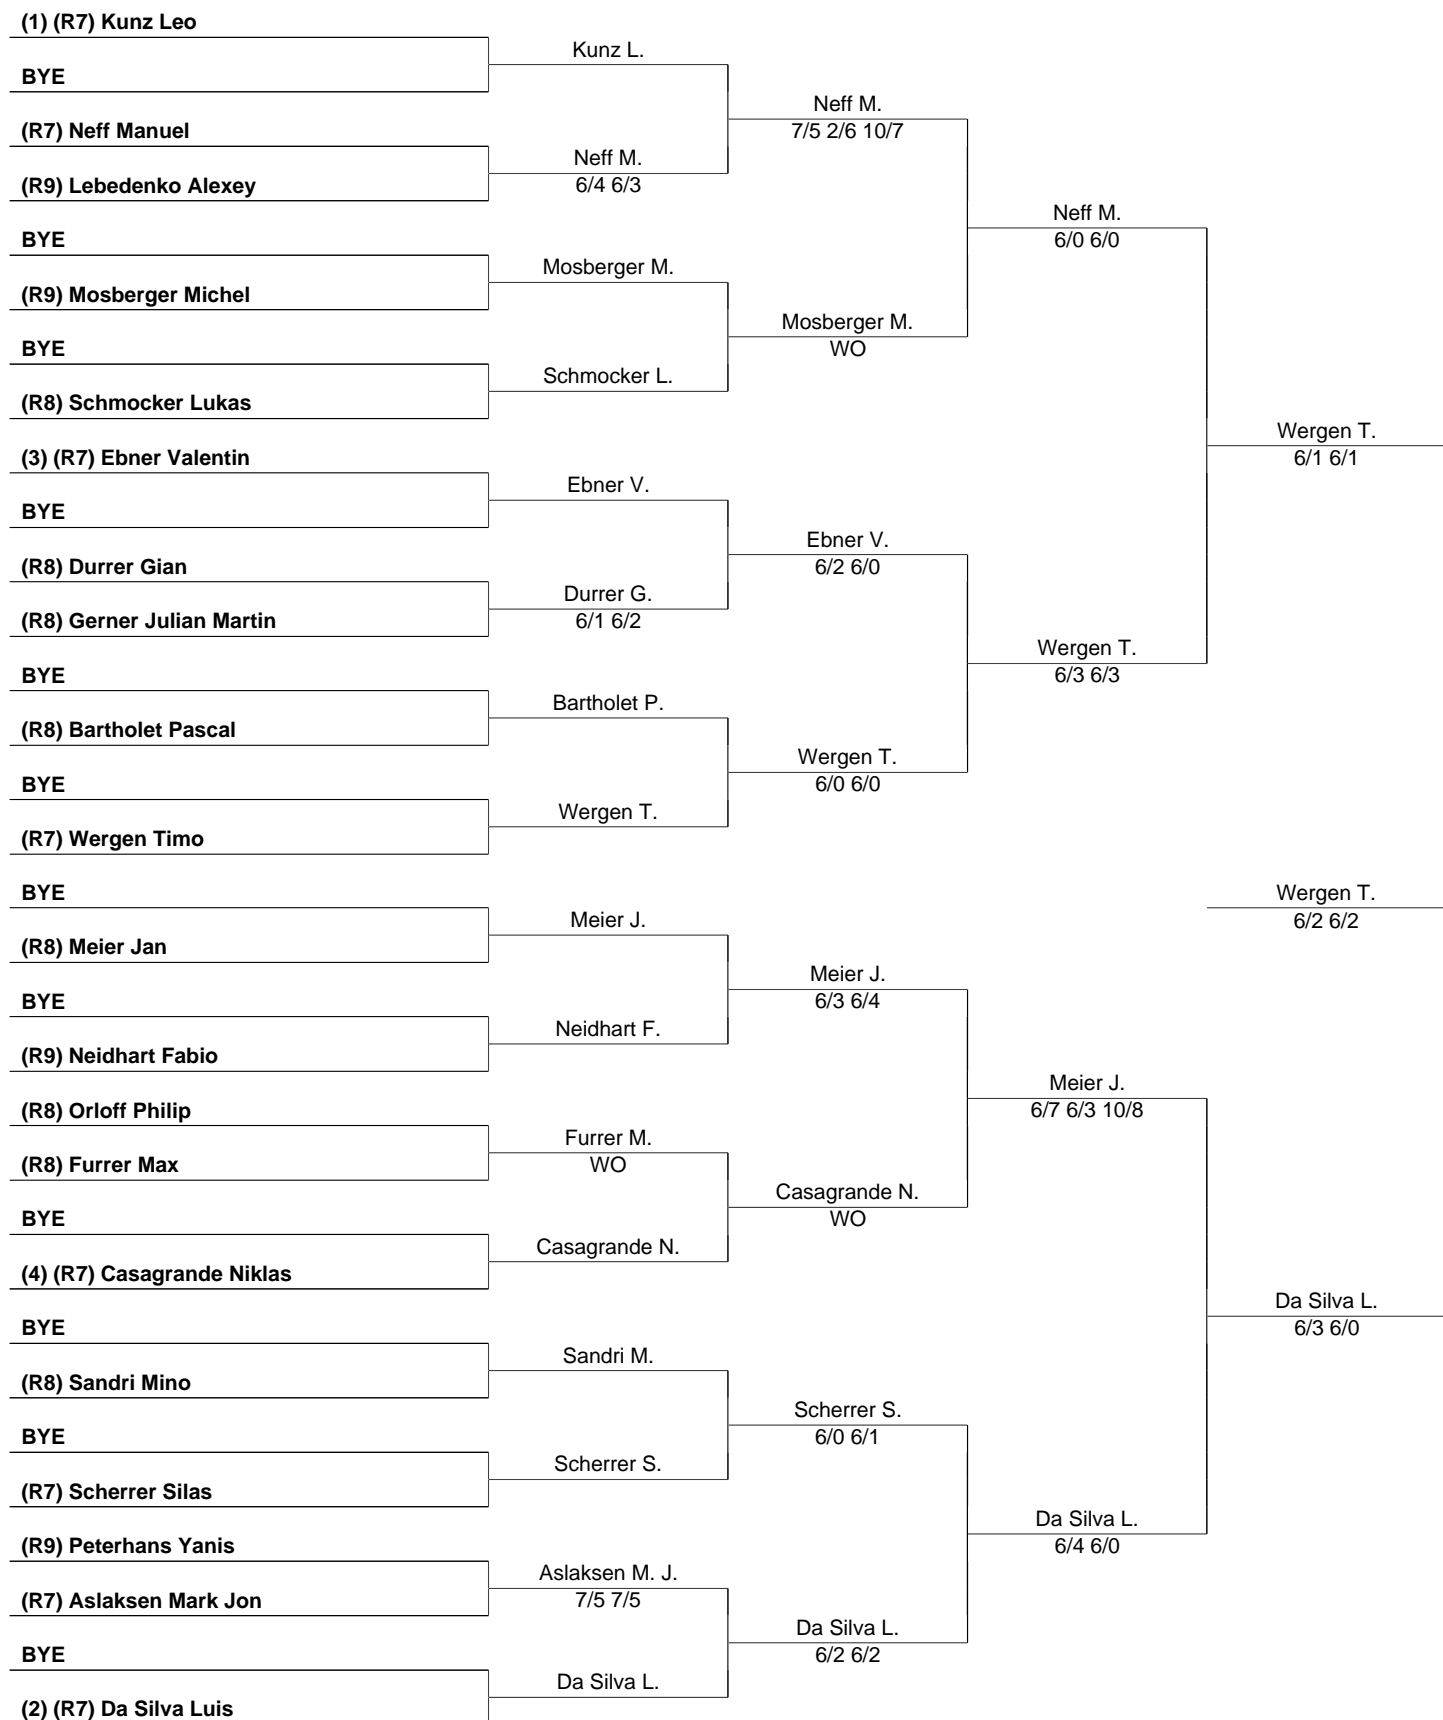 (1) (R7) Kunz Leo
BYE
(R7) Neff Manuel
(R9) Lebedenko Alexey
BYE
(R9) Mosberger Michel
BYE
(R8) Schmocker Lukas
(3) (R7) Ebner Valentin
BYE
(R8) Durrer Gian
(R8) Gerner Julian Martin
BYE
(R8) Bartholet Pascal
BYE
(R7) Wergen Timo
BYE
(R8) Meier Jan
BYE
(R9) Neidhart Fabio
(R8) Orloff Philip
(R8) Furrer Max
BYE
(4) (R7) Casagrande Niklas
BYE
(R8) Sandri Mino
BYE
(R7) Scherrer Silas
(R9) Peterhans Yanis
(R7) Aslaksen Mark Jon
BYE
(2) (R7) Da Silva Luis
Kunz L.
Neff M.
6/4 6/3
Mosberger M.
Schmocker L.
Ebner V.
Durrer G.
6/1 6/2
Bartholet P.
Wergen T.
Meier J.
Neidhart F.
Furrer M.
WO
Casagrande N.
Sandri M.
Scherrer S.
Aslaksen M. J.
7/5 7/5
Da Silva L.
Neff M.
7/5 2/6 10/7
Mosberger M.
WO
Ebner V.
6/2 6/0
Wergen T.
6/0 6/0
Meier J.
6/3 6/4
Casagrande N.
WO
Scherrer S.
6/0 6/1
Da Silva L.
6/2 6/2
Neff M.
6/0 6/0
Wergen T.
6/3 6/3
Meier J.
6/7 6/3 10/8
Da Silva L.
6/4 6/0
Wergen T.
6/1 6/1
Wergen T.
6/2 6/2
Da Silva L.
6/3 6/0